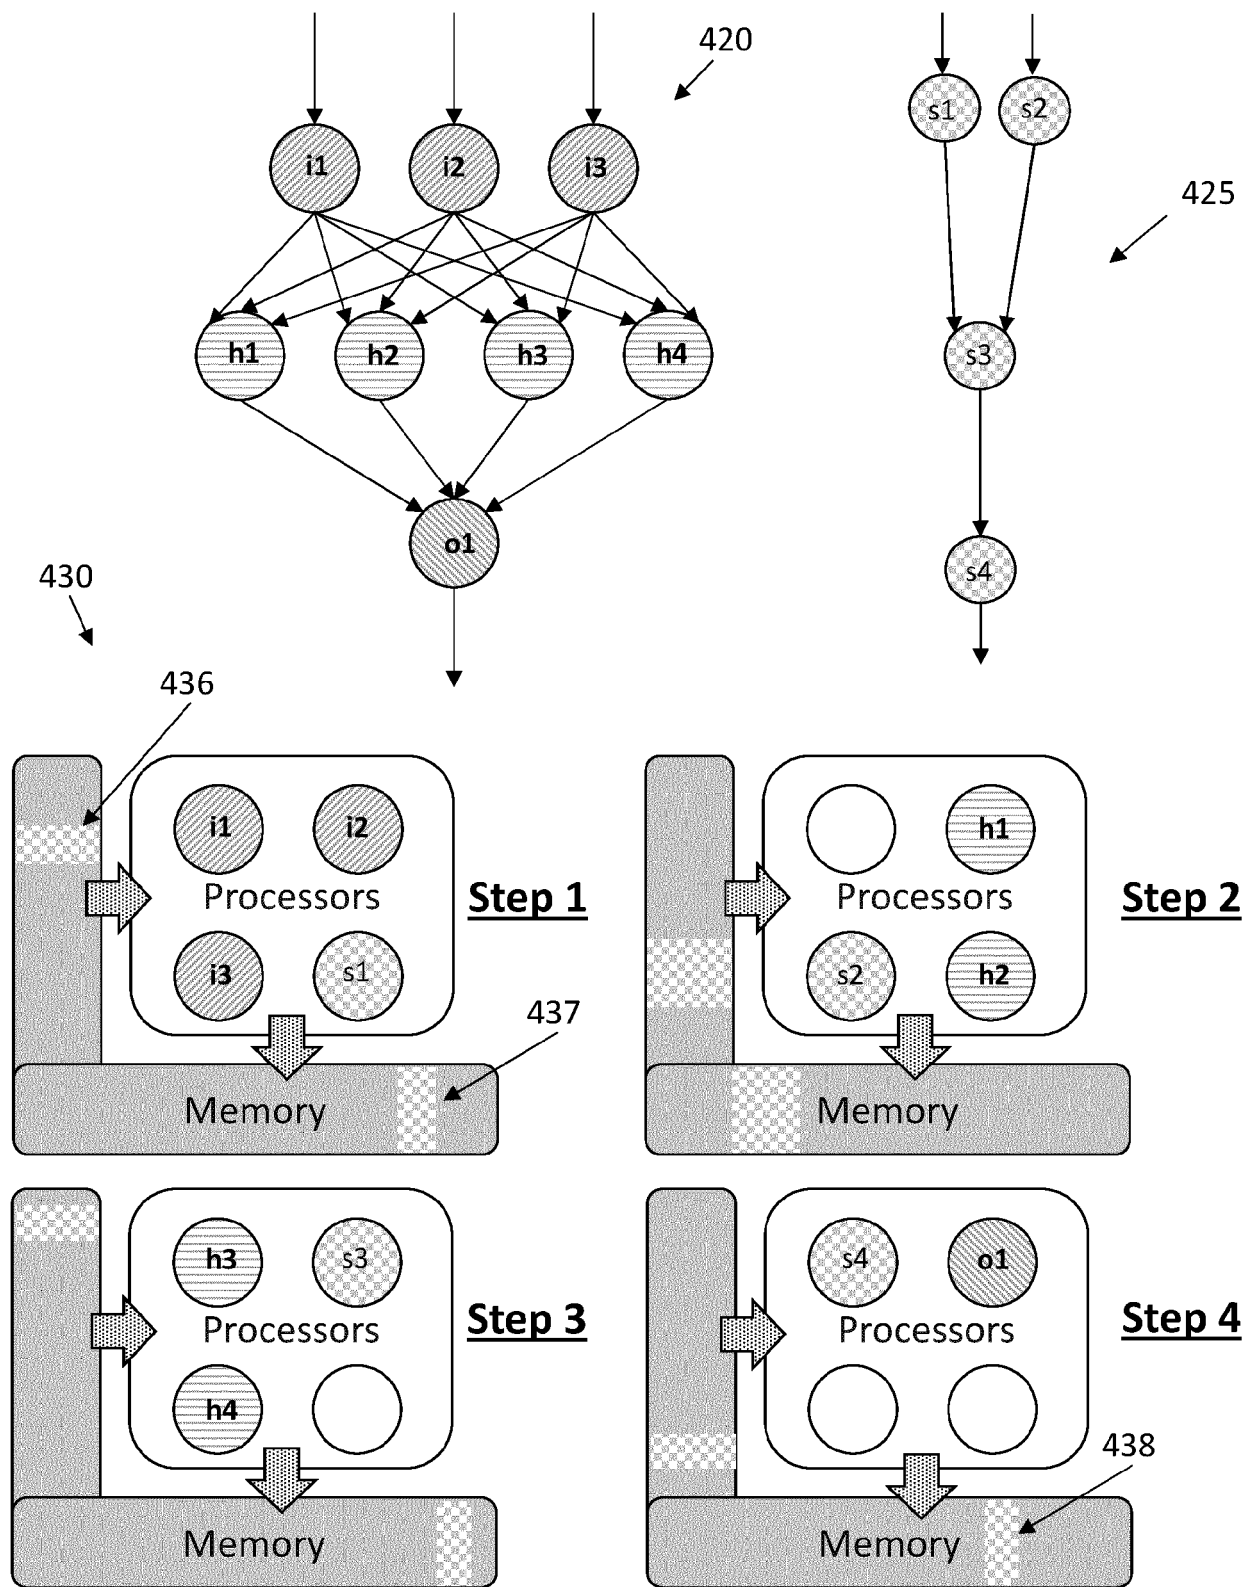 420
s1 s2
i1 i2 i3
425
h1 h2 h3 h4
s3
o1
s4
430
436
i1 i2
Processors
i3 s1
Step 1
437
Memory
h1
Processors
s2 h2
Step 2
Memory
h3 s3
Processors
h4
Step 3
Memory
s4 o1
Processors
Step 4
438
Memory